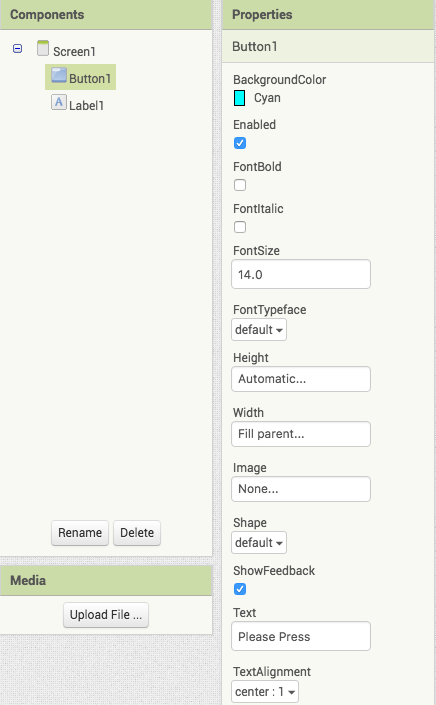 Components
Screen1
Button1
A Label1
Rename Delete
Media
Upload File ...
Properties
Button1
BackgroundColor
Cyan
Enabled
FontBold
FontItalic
FontSize
14.0
FontTypeface
default
Height
Automatic...
Width
Fill parent...
Image
None...
Shape
default
ShowFeedback
Text
Please Press
TextAlignment
center : 1